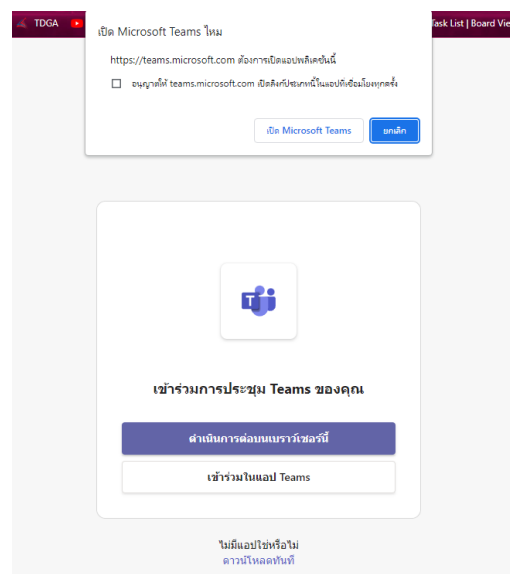 TDGA
Task List | Board Vie
เปิด Microsoft Teams ไหม
https://teams.microsoft.com ต้องการเปิดแอปพลิเคชันนี้
อนุญาตให้ teams.microsoft.com เปิดลิงก์ประเภทนี้ในแอปที่เชื่อมโยงทุกครั้ง
เปิด Microsoft Teams
ยกเลิก
เข้าร่วมการประชุม Teams ของคุณ
ดำเนินการต่อบนเบราว์เซอร์นี้
เข้าร่วมในแอป Teams
ไม่มีแอปใช่หรือไม่
ดาวน์โหลดทันที